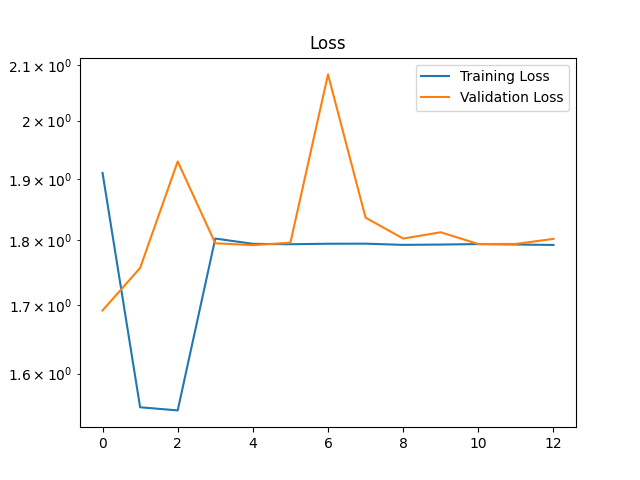 Loss
2.1 × 10⁰
2 × 10⁰
1.9 × 10⁰
1.8 × 10⁰
1.7 × 10⁰
1.6 × 10⁰
Training Loss
Validation Loss
0 2 4 6 8 10 12